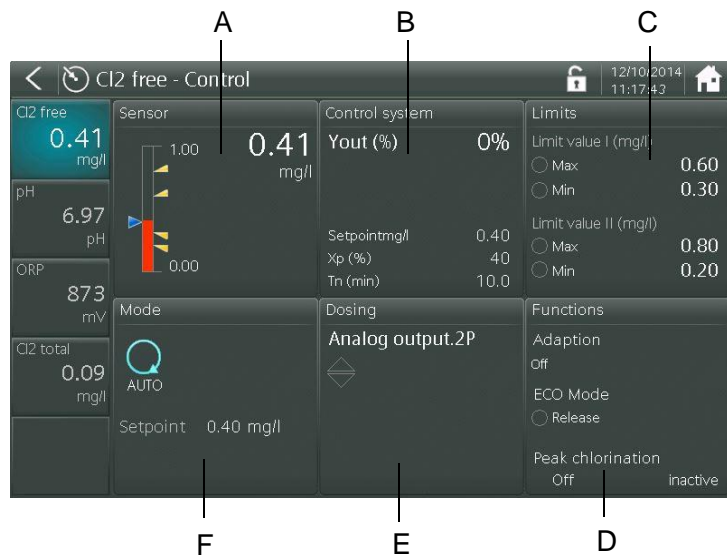 A B C
Cl2 free - Control 12/10/2014
11:17:43
Cl2 free
0.41
mg/l
pH
6.97
pH
ORP
873
mV
Cl2 total
0.09
mg/l
Sensor
1.00 0.41
mg/l
0.00
Control system
Yout (%) 0%
Setpointmg/l 0.40
Xp (%) 40
Tn (min) 10.0
Limits
Limit value I (mg/l)
Max 0.60
Min 0.30
Limit value II (mg/l)
Max 0.80
Min 0.20
Mode
AUTO
Setpoint 0.40 mg/l
Dosing
Analog output.2P
Functions
Adaption
Off
ECO Mode
Release
Peak chlorination
Off inactive
F E D